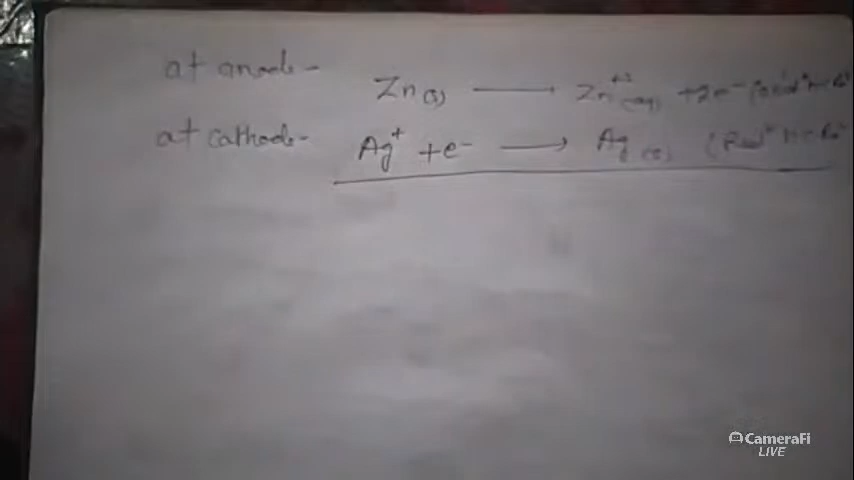 at anode -
Zn(s) ⟶ Zn+2(aq) + 2e-
at cathode -
Ag+ + e- ⟶ Ag(s)
CameraFi
LIVE